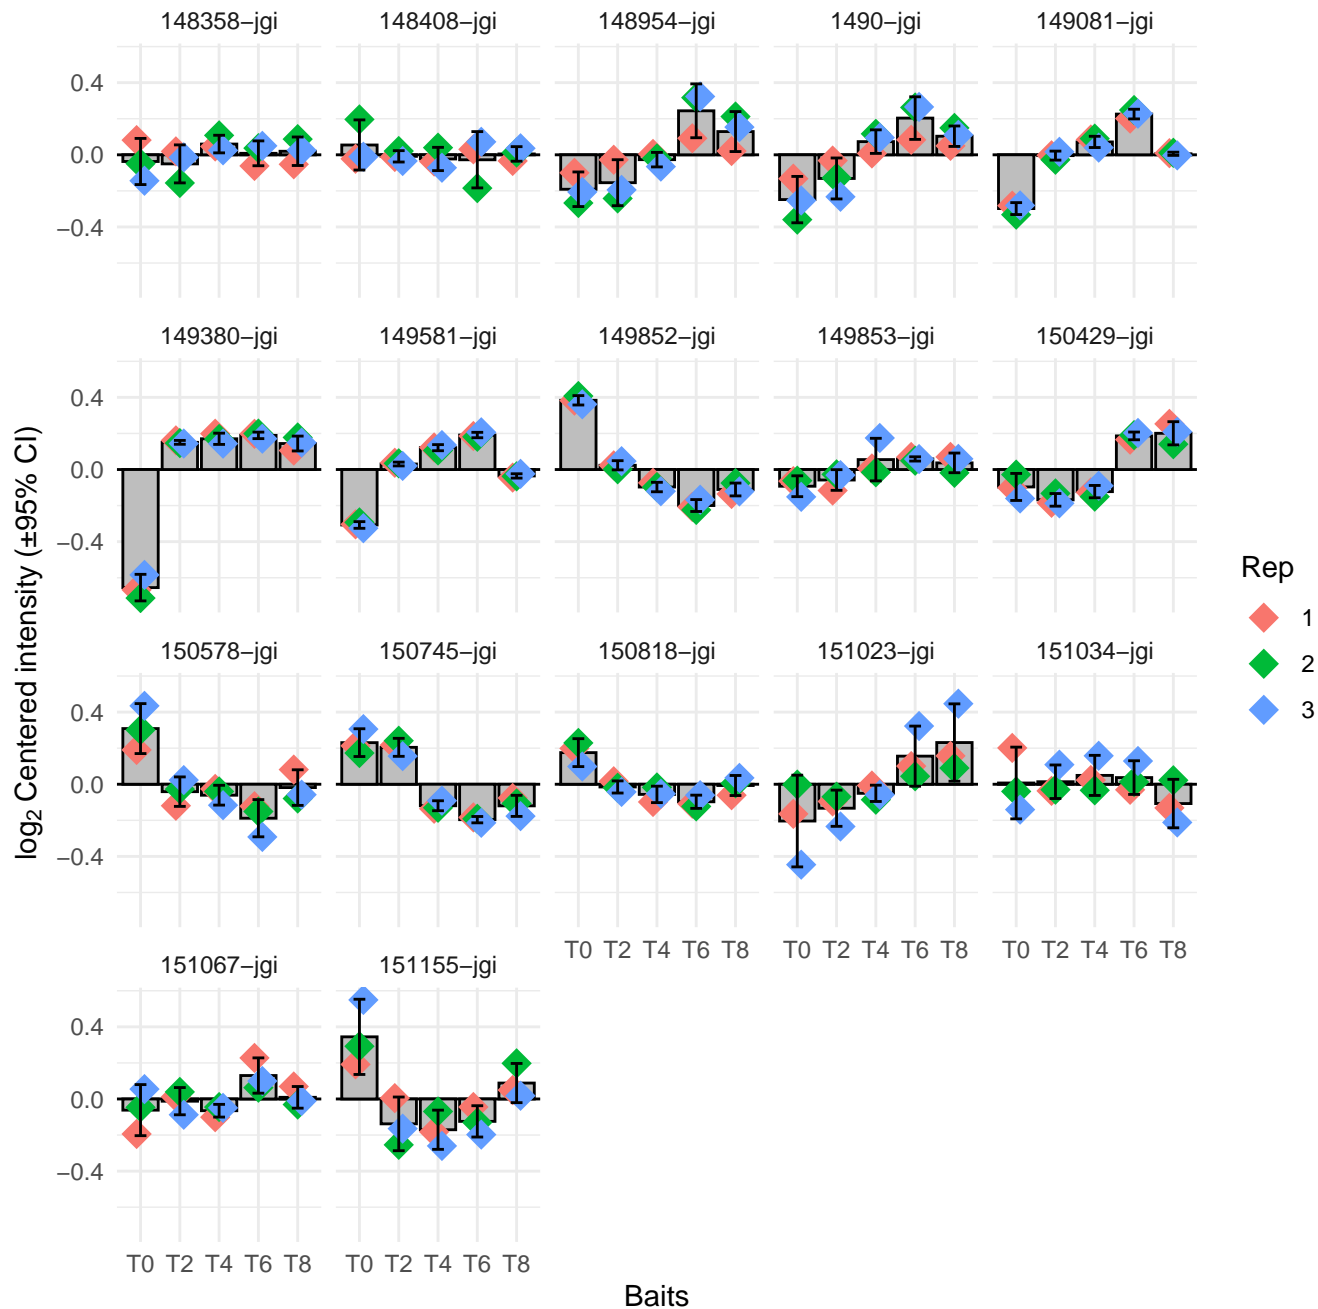 148358−jgi 148408−jgi 148954−jgi 1490−jgi 149081−jgi
0.4
0.0
−0.4
149380−jgi 149581−jgi 149852−jgi 149853−jgi 150429−jgi
0.4
0.0
−0.4
150578−jgi 150745−jgi 150818−jgi 151023−jgi 151034−jgi
0.4
0.0
−0.4
T0 T2 T4 T6 T8 T0 T2 T4 T6 T8 T0 T2 T4 T6 T8
151067−jgi 151155−jgi
0.4
0.0
−0.4
T0 T2 T4 T6 T8 T0 T2 T4 T6 T8
Baits
log₂ Centered intensity (±95% CI)
Rep
1
2
3